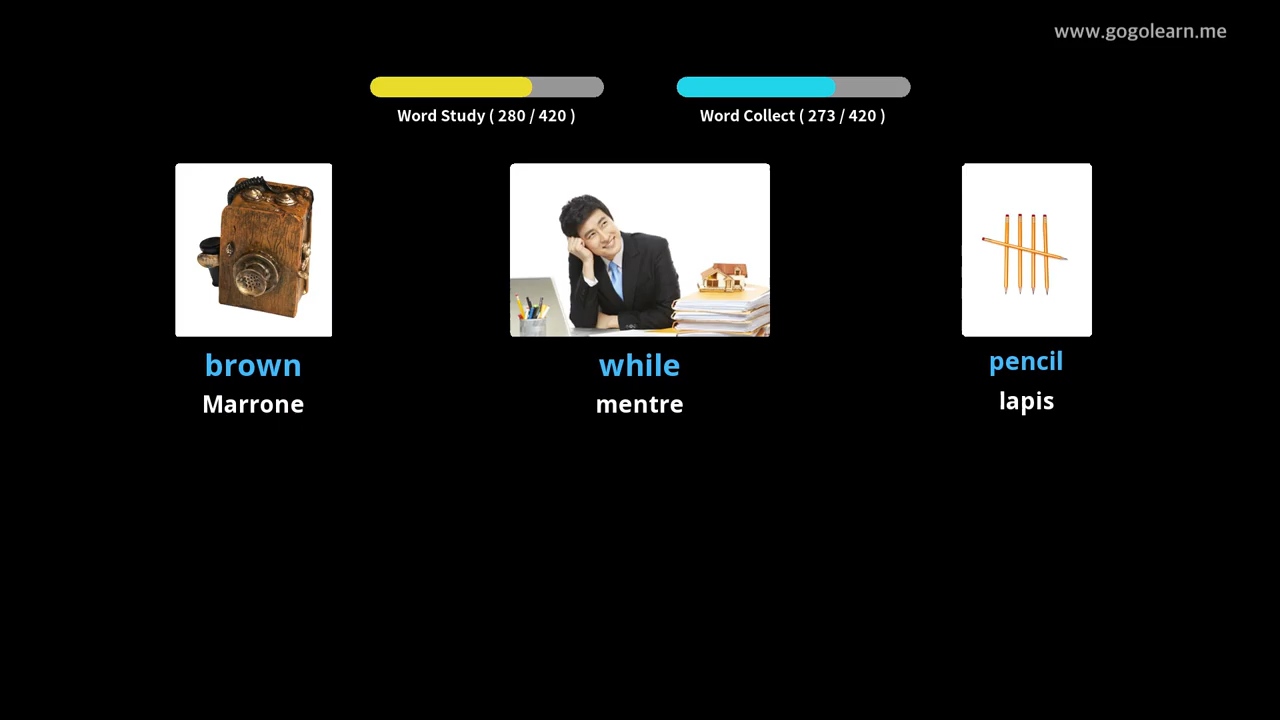 www.gogolearn.me
Word Study ( 280 / 420 )
Word Collect ( 273 / 420 )
brown
Marrone
while
mentre
pencil
lapis